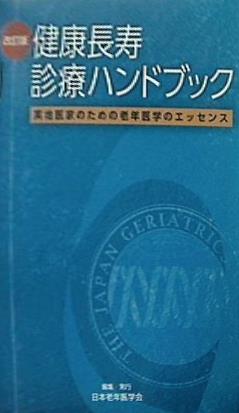 改訂版
健康長寿
診療ハンドブック
実地医家のための老年医学のエッセンス
THE JAPAN GERIATRIC
編集/発行
日本老年医学会